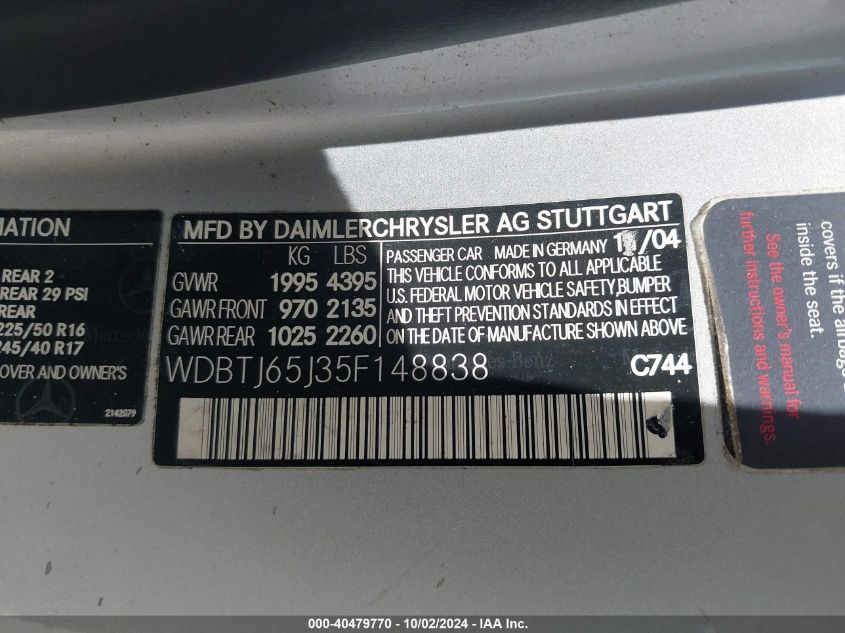 MATION
REAR 2
REAR 29 PSI
REAR
225/50 R16
245/40 R17
OVER AND OWNER'S
2142079
MFD BY DAIMLERCHRYSLER AG STUTTGART
KG LBS
GVWR 1995 4395
GAWR FRONT 970 2135
GAWR REAR 1025 2260
PASSENGER CAR MADE IN GERMANY /04
THIS VEHICLE CONFORMS TO ALL APPLICABLE
U.S. FEDERAL MOTOR VEHICLE SAFETY, BUMPER
AND THEFT PREVENTION STANDARDS IN EFFECT
ON THE DATE OF MANUFACTURE SHOWN ABOVE
WDBTJ65J35F148838 C744
covers if the
inside the seat.
See the owner's manual for
further instructions and
warnings.
000-40479770 - 10/02/2024 - IAA Inc.